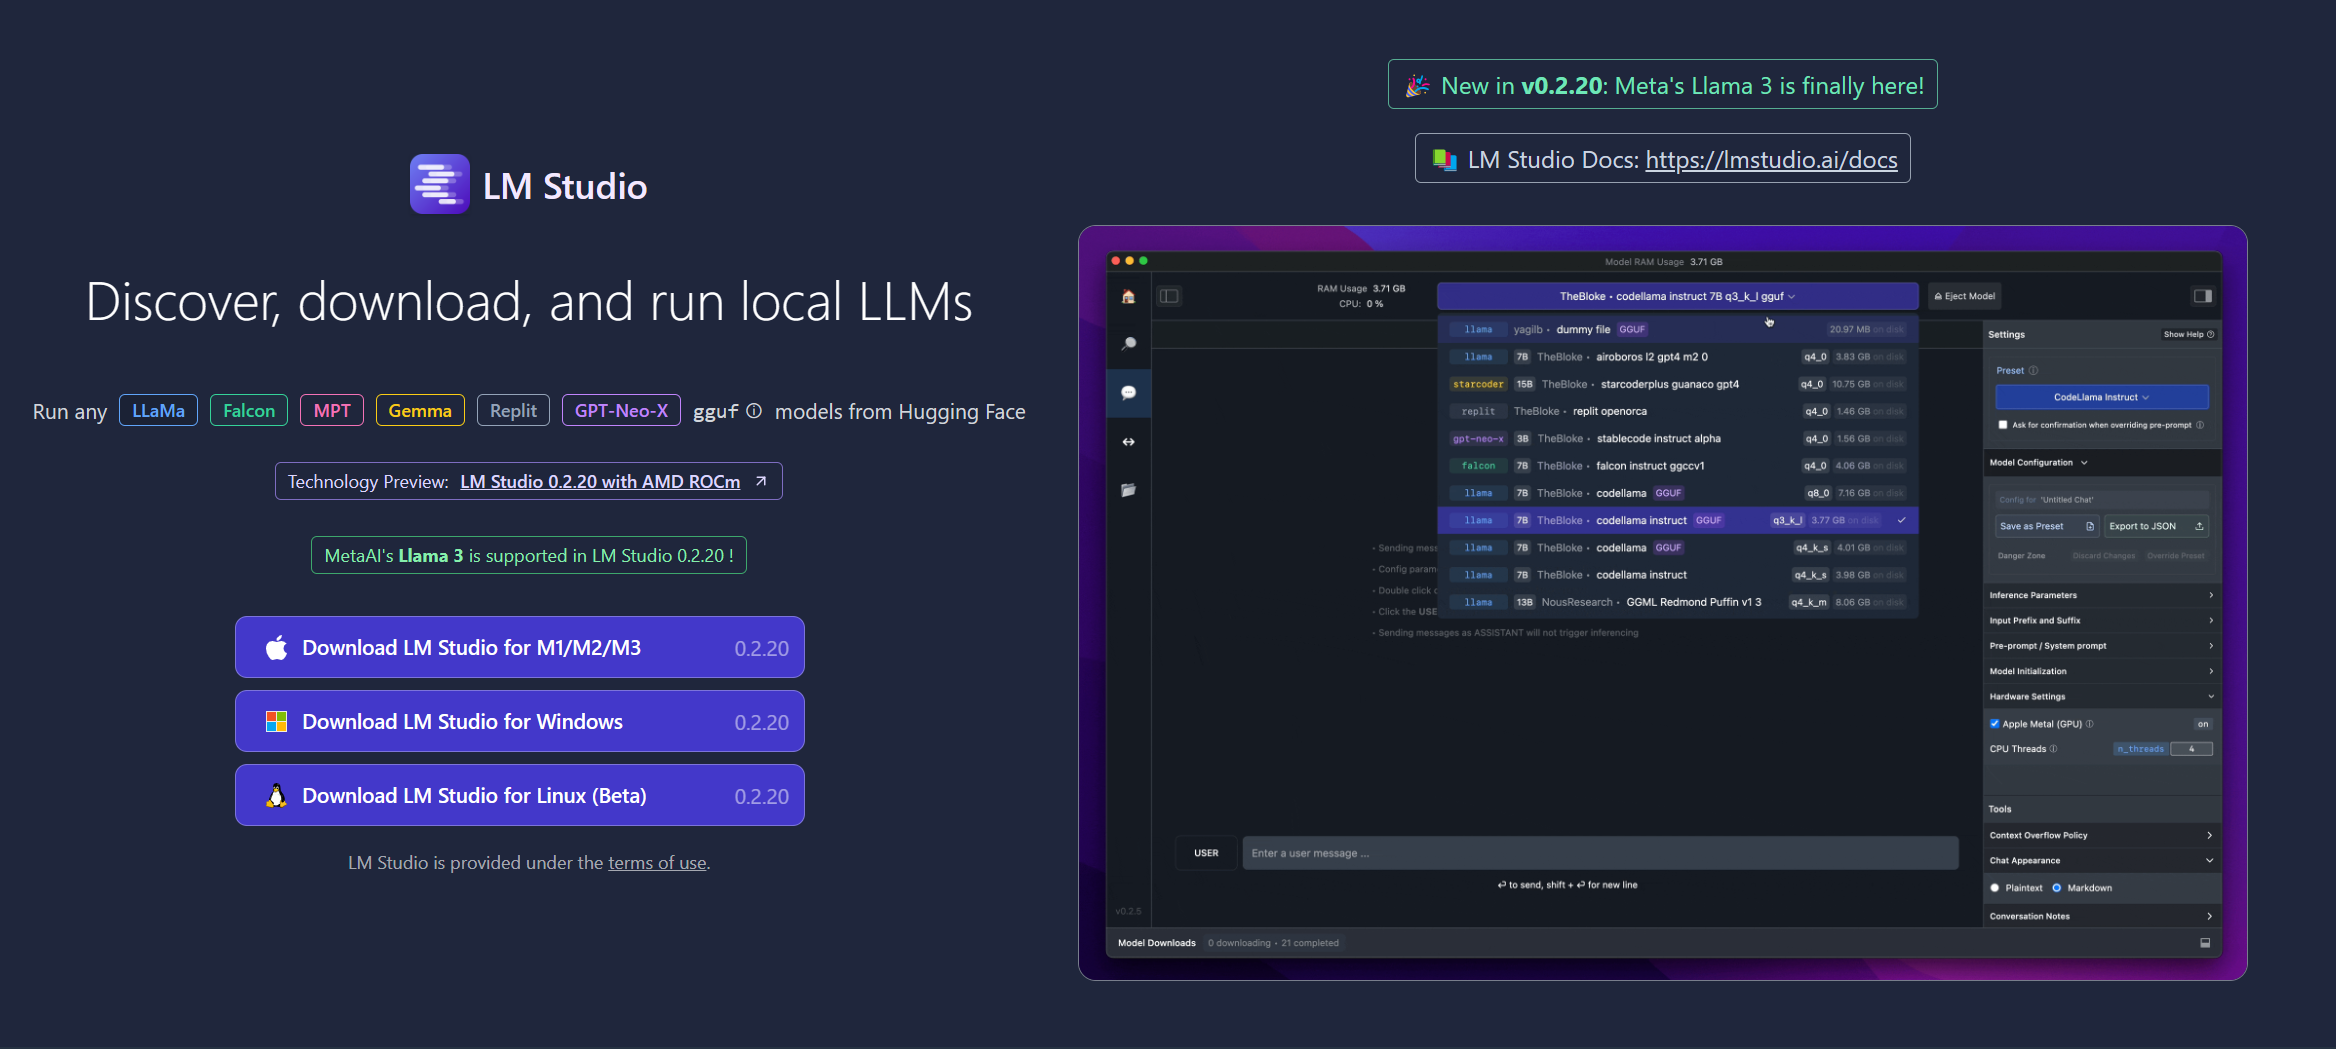 LM Studio
Discover, download, and run local LLMs
Run any LLaMa Falcon MPT Gemma Replit GPT-Neo-X gguf models from Hugging Face
Technology Preview: LM Studio 0.2.20 with AMD ROCm
MetaAI's Llama 3 is supported in LM Studio 0.2.20 !
Download LM Studio for M1/M2/M3 0.2.20
Download LM Studio for Windows 0.2.20
Download LM Studio for Linux (Beta) 0.2.20
LM Studio is provided under the terms of use.
New in v0.2.20: Meta's Llama 3 is finally here!
LM Studio Docs: https://lmstudio.ai/docs
Model RAM Usage 3.71 GB
RAM Usage 3.71 GB
CPU: 0 %
TheBloke • codellama instruct 7B q3_k_l gguf
Eject Model
llama yagilb • dummy file GGUF 20.97 MB on disk
llama 7B TheBloke • airoboros l2 gpt4 m2 0 q4_0 3.83 GB on disk
starcoder 15B TheBloke • starcoderplus guanaco gpt4 q4_0 10.75 GB on disk
replit TheBloke • replit openorca q4_0 1.46 GB on disk
gpt-neo-x 3B TheBloke • stablecode instruct alpha q4_0 1.56 GB on disk
falcon 7B TheBloke • falcon instruct ggccv1 q4_0 4.06 GB on disk
llama 7B TheBloke • codellama GGUF q8_0 7.16 GB on disk
llama 7B TheBloke • codellama instruct GGUF q3_k_l 3.77 GB on disk
llama 7B TheBloke • codellama GGUF q4_k_s 4.01 GB on disk
llama 7B TheBloke • codellama instruct q4_k_s 3.98 GB on disk
llama 13B NousResearch • GGML Redmond Puffin v1 3 q4_k_m 8.06 GB on disk
• Sending mess
• Config param
• Double click
• Click the USE
• Sending messages as ASSISTANT will not trigger inferencing
USER
Enter a user message ...
⏎ to send, shift + ⏎ for new line
v0.2.5
Model Downloads 0 downloading • 21 completed
Settings Show Help
Preset
CodeLlama Instruct
Ask for confirmation when overriding pre-prompt
Model Configuration
Config for "Untitled Chat"
Save as Preset Export to JSON
Danger Zone Discard Changes Override Preset
Inference Parameters
Input Prefix and Suffix
Pre-prompt / System prompt
Model Initialization
Hardware Settings
Apple Metal (GPU) on
CPU Threads n_threads 4
Tools
Context Overflow Policy
Chat Appearance
Plaintext Markdown
Conversation Notes